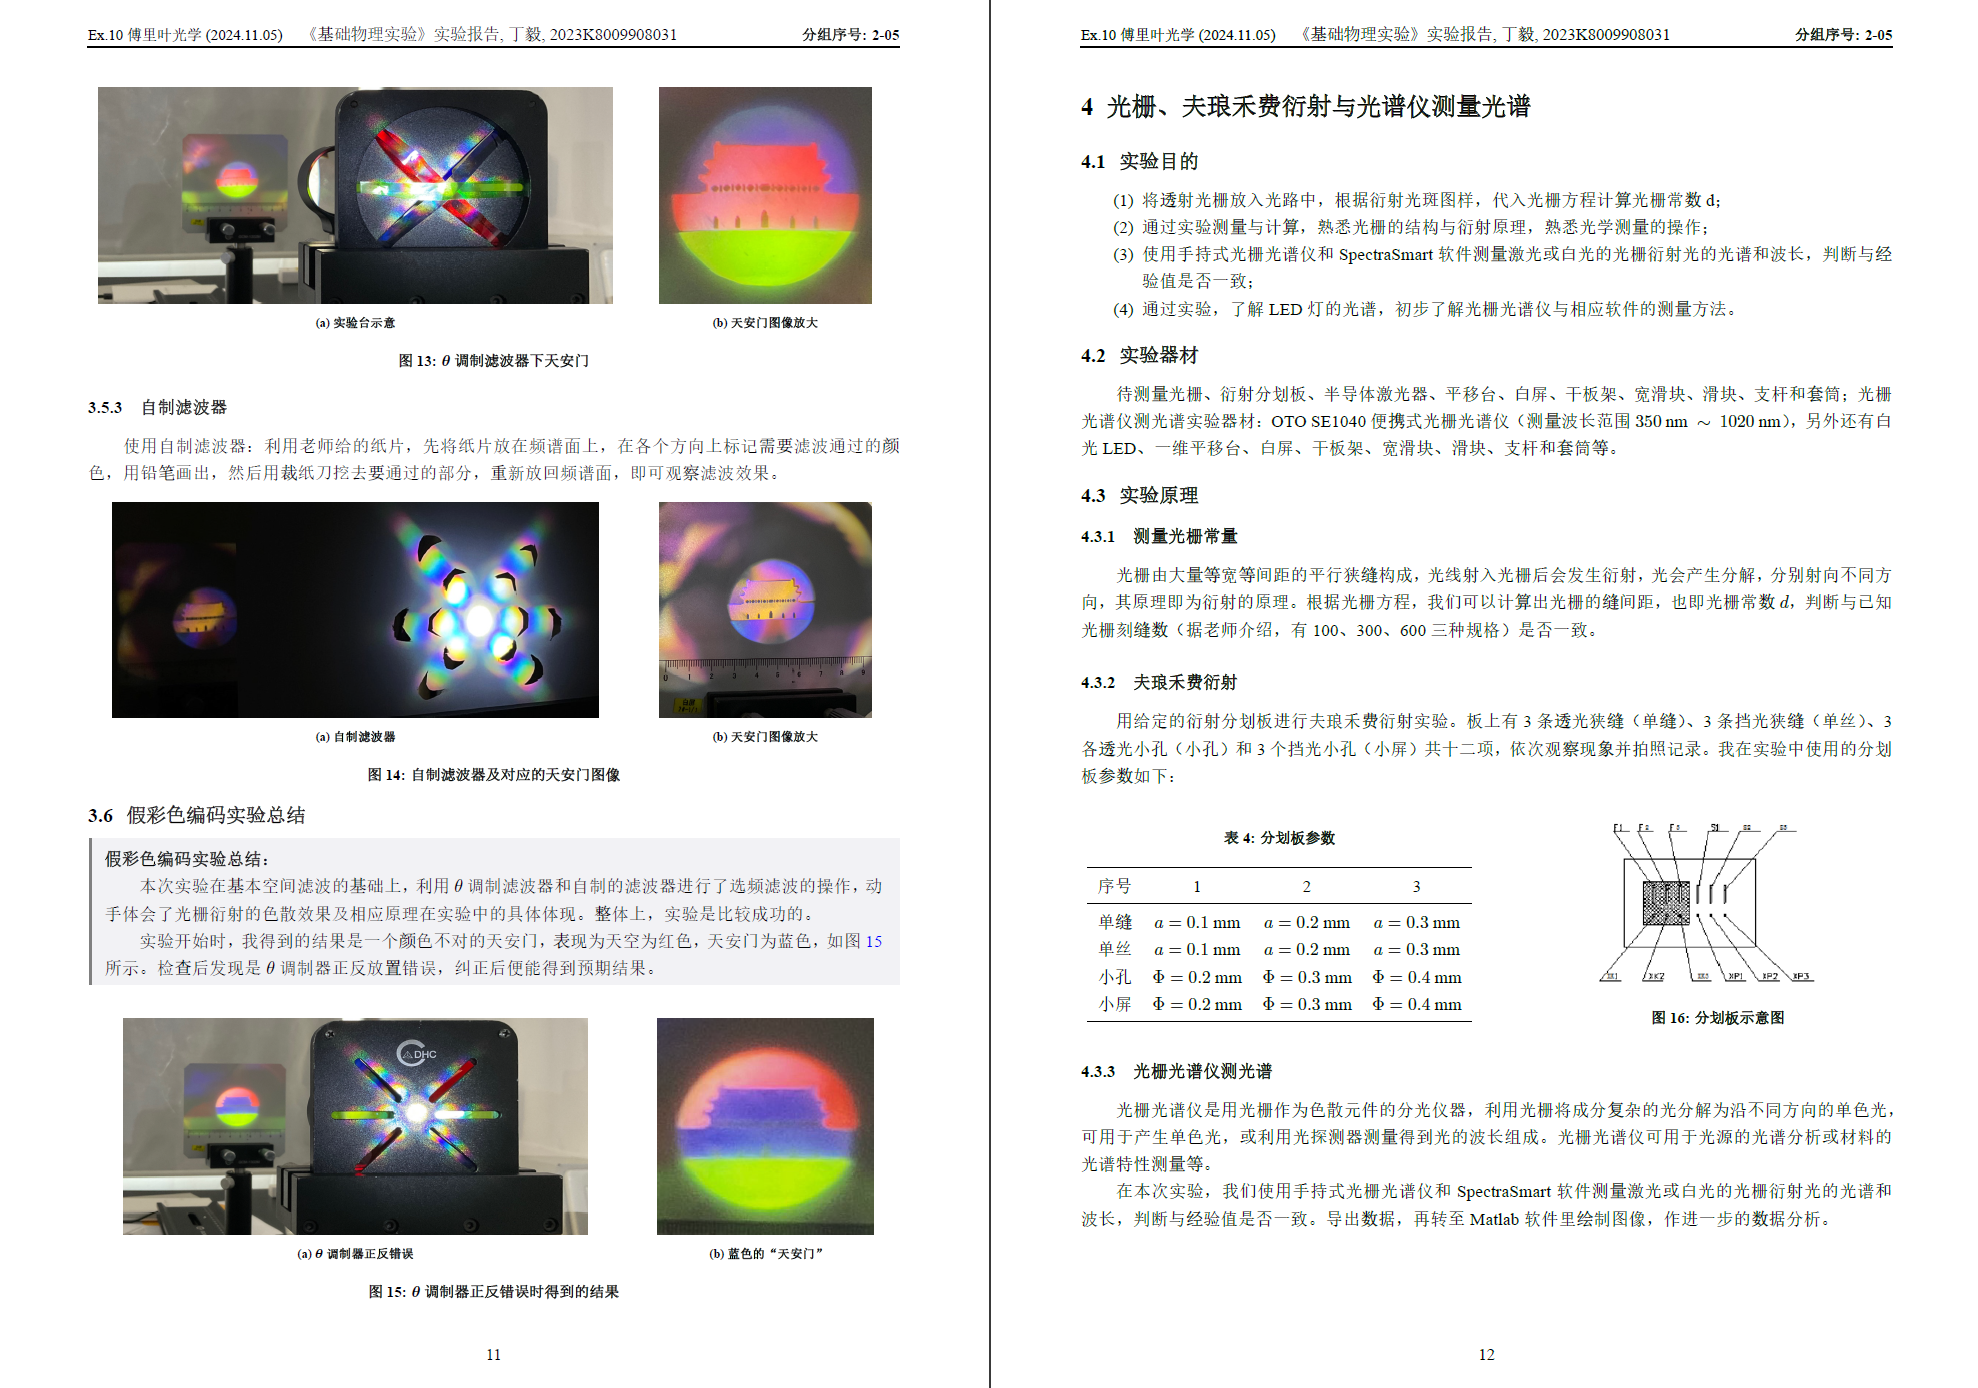 Ex.10 傅里叶光学 (2024.11.05) 《基础物理实验》实验报告, 丁毅, 2023K8009908031 分组序号: 2-05
(a) 实验台示意
(b) 天安门图像放大
图 13: θ 调制滤波器下天安门
3.5.3 自制滤波器
使用自制滤波器：利用老师给的纸片，先将纸片放在频谱面上，在各个方向上标记需要滤波通过的颜
色，用铅笔画出，然后用裁纸刀挖去要通过的部分，重新放回频谱面，即可观察滤波效果。
0 1 2 3 4 5 6 7 8 9
(a) 自制滤波器
(b) 天安门图像放大
图 14: 自制滤波器及对应的天安门图像
3.6 假彩色编码实验总结
假彩色编码实验总结：
本次实验在基本空间滤波的基础上，利用 θ 调制滤波器和自制的滤波器进行了选频滤波的操作，动
手体会了光栅衍射的色散效果及相应原理在实验中的具体体现。整体上，实验是比较成功的。
实验开始时，我得到的结果是一个颜色不对的天安门，表现为天空为红色，天安门为蓝色，如图 15
所示。检查后发现是 θ 调制器正反放置错误，纠正后便能得到预期结果。
DHC
(a) θ 调制器正反错误
(b) 蓝色的“天安门”
图 15: θ 调制器正反错误时得到的结果
11
Ex.10 傅里叶光学 (2024.11.05) 《基础物理实验》实验报告, 丁毅, 2023K8009908031 分组序号: 2-05
4 光栅、夫琅禾费衍射与光谱仪测量光谱
4.1 实验目的
(1) 将透射光栅放入光路中，根据衍射光斑图样，代入光栅方程计算光栅常数 d；
(2) 通过实验测量与计算，熟悉光栅的结构与衍射原理，熟悉光学测量的操作；
(3) 使用手持式光栅光谱仪和 SpectraSmart 软件测量激光或白光的光栅衍射光的光谱和波长，判断与经
验值是否一致；
(4) 通过实验，了解 LED 灯的光谱，初步了解光栅光谱仪与相应软件的测量方法。
4.2 实验器材
待测量光栅、衍射分划板、半导体激光器、平移台、白屏、干板架、宽滑块、滑块、支杆和套筒；光栅
光谱仪测光谱实验器材：OTO SE1040 便携式光栅光谱仪（测量波长范围 350 nm ∼ 1020 nm），另外还有白
光 LED、一维平移台、白屏、干板架、宽滑块、滑块、支杆和套筒等。
4.3 实验原理
4.3.1 测量光栅常量
光栅由大量等宽等间距的平行狭缝构成，光线射入光栅后会发生衍射，光会产生分解，分别射向不同方
向，其原理即为衍射的原理。根据光栅方程，我们可以计算出光栅的缝间距，也即光栅常数 d，判断与已知
光栅刻缝数（据老师介绍，有 100、300、600 三种规格）是否一致。
4.3.2 夫琅禾费衍射
用给定的衍射分划板进行夫琅禾费衍射实验。板上有 3 条透光狭缝（单缝）、3 条挡光狭缝（单丝）、3
各透光小孔（小孔）和 3 个挡光小孔（小屏）共十二项，依次观察现象并拍照记录。我在实验中使用的分划
板参数如下：
表 4: 分划板参数
序号 1 2 3
单缝 a = 0.1 mm a = 0.2 mm a = 0.3 mm
单丝 a = 0.1 mm a = 0.2 mm a = 0.3 mm
小孔 Φ = 0.2 mm Φ = 0.3 mm Φ = 0.4 mm
小屏 Φ = 0.2 mm Φ = 0.3 mm Φ = 0.4 mm
F1 F2 F3 S1 S2 S3
XK2 XP1 XP2 XP3
图 16: 分划板示意图
4.3.3 光栅光谱仪测光谱
光栅光谱仪是用光栅作为色散元件的分光仪器，利用光栅将成分复杂的光分解为沿不同方向的单色光，
可用于产生单色光，或利用光探测器测量得到光的波长组成。光栅光谱仪可用于光源的光谱分析或材料的
光谱特性测量等。
在本次实验，我们使用手持式光栅光谱仪和 SpectraSmart 软件测量激光或白光的光栅衍射光的光谱和
波长，判断与经验值是否一致。导出数据，再转至 Matlab 软件里绘制图像，作进一步的数据分析。
12